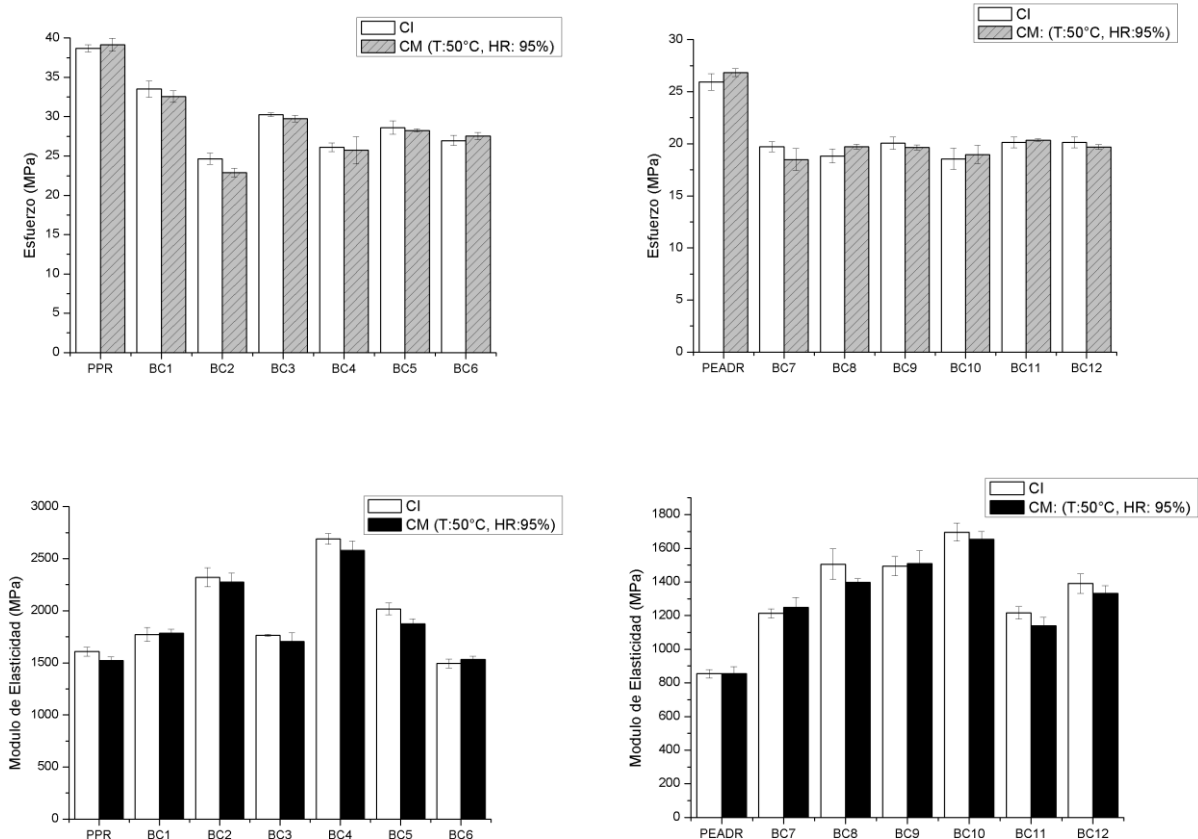 CI
CM (T:50°C, HR: 95%)
40
35
30
25
20
15
10
5
0
Esfuerzo (MPa)
PPR BC1 BC2 BC3 BC4 BC5 BC6
CI
CM: (T:50°C, HR:95%)
30
25
20
15
10
5
0
Esfuerzo (MPa)
PEADR BC7 BC8 BC9 BC10 BC11 BC12
CI
CM (T:50°C, HR:95%)
3000
2500
2000
1500
1000
500
0
Modulo de Elasticidad (MPa)
PPR BC1 BC2 BC3 BC4 BC5 BC6
CI
CM: (T:50°C, HR: 95%)
1800
1600
1400
1200
1000
800
600
400
200
0
Modulo de Elasticidad (MPa)
PEADR BC7 BC8 BC9 BC10 BC11 BC12